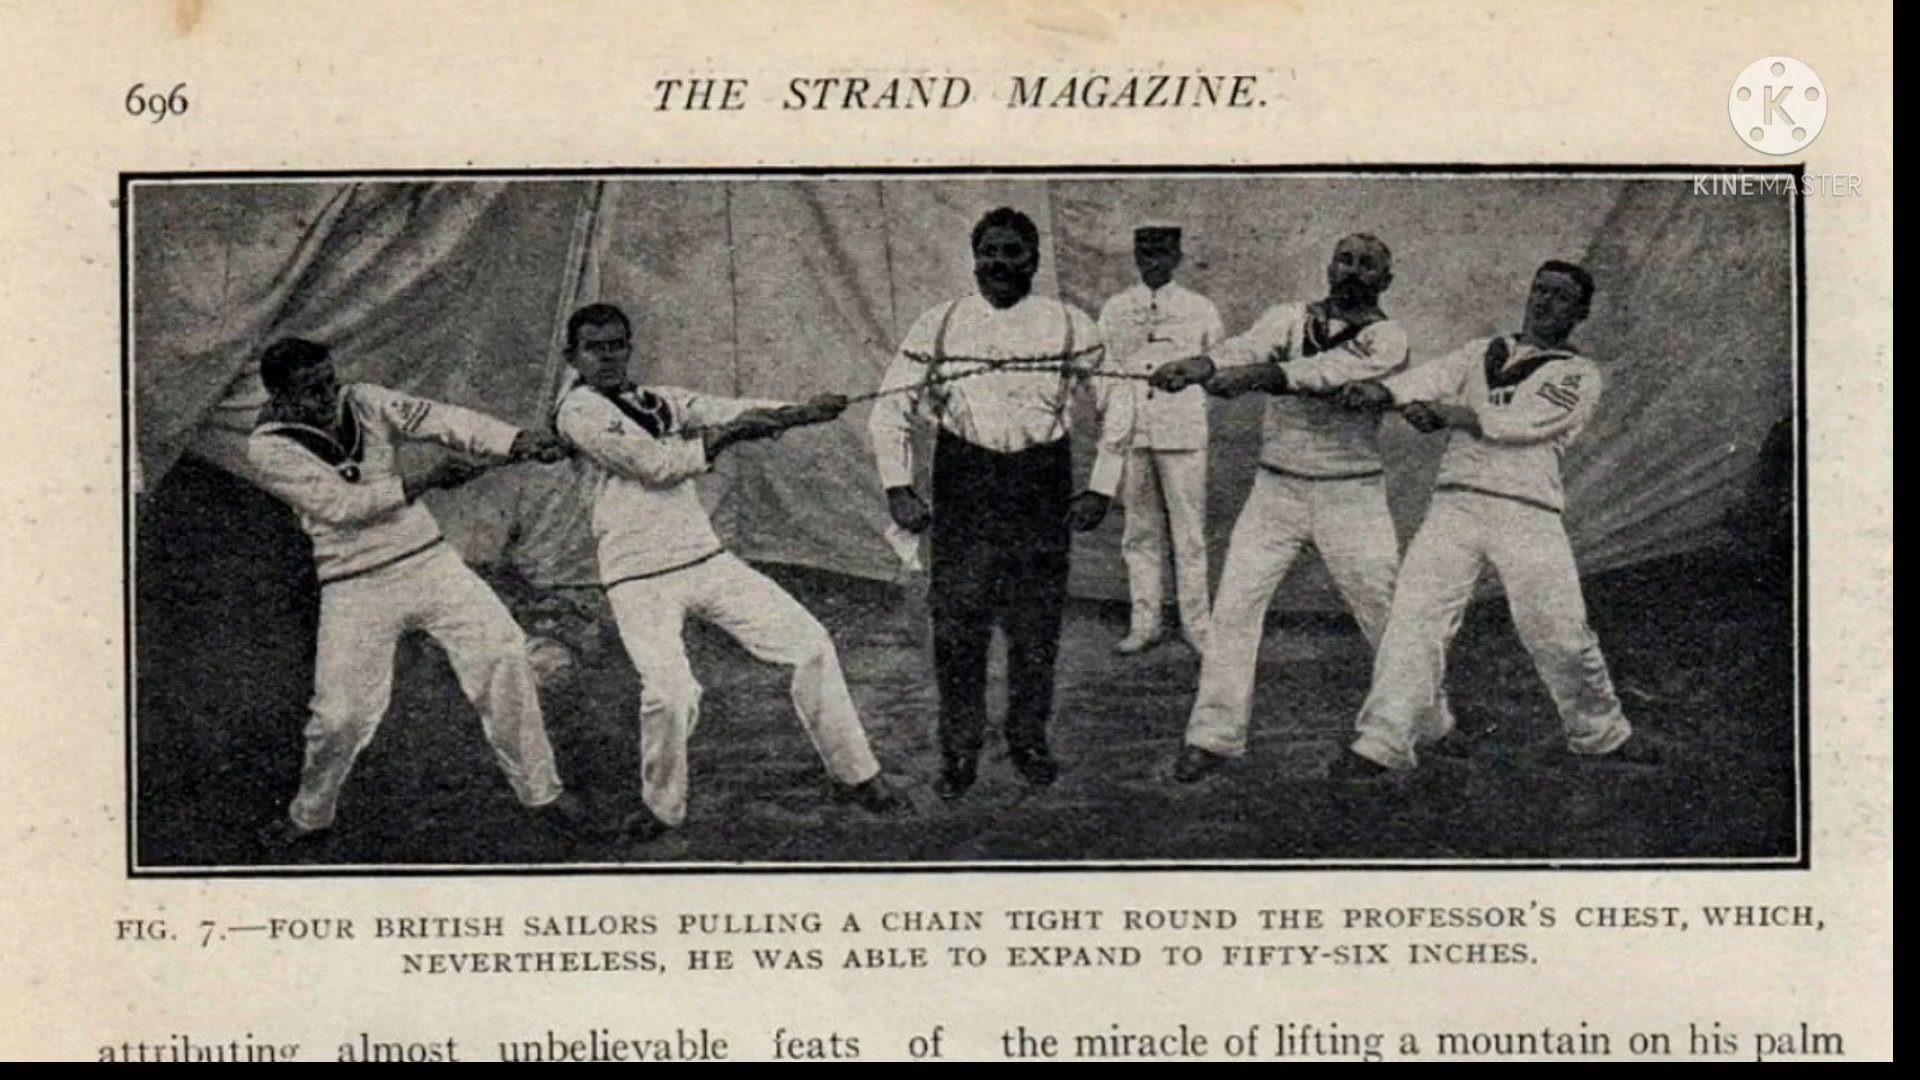 696
THE STRAND MAGAZINE.
K
KINEMASTER
FIG. 7.—FOUR BRITISH SAILORS PULLING A CHAIN TIGHT ROUND THE PROFESSOR'S CHEST, WHICH,
NEVERTHELESS, HE WAS ABLE TO EXPAND TO FIFTY-SIX INCHES.
attributing almost unbelievable feats of
the miracle of lifting a mountain on his palm